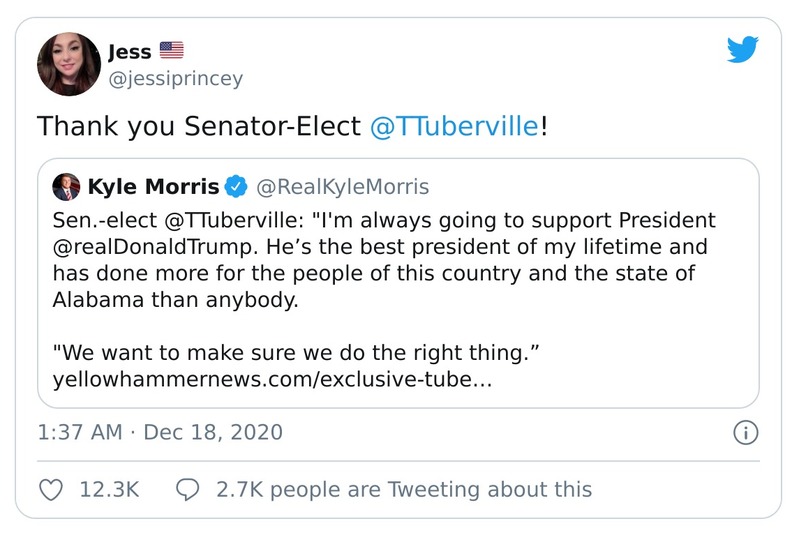 Jess 🇺🇸
@jessiprincey
Thank you Senator-Elect @TTuberville!
Kyle Morris @RealKyleMorris
Sen.-elect @TTuberville: "I'm always going to support President
@realDonaldTrump. He’s the best president of my lifetime and
has done more for the people of this country and the state of
Alabama than anybody.
"We want to make sure we do the right thing.”
yellowhammernews.com/exclusive-tube…
1:37 AM · Dec 18, 2020
12.3K 2.7K people are Tweeting about this